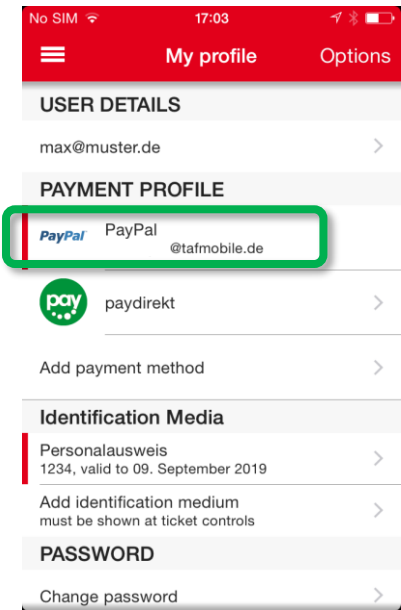 No SIM 17:03
My profile Options
USER DETAILS
max@muster.de
PAYMENT PROFILE
PayPal PayPal
@tafmobile.de
pay paydirekt
Add payment method
Identification Media
Personalausweis
1234, valid to 09. September 2019
Add identification medium
must be shown at ticket controls
PASSWORD
Change password